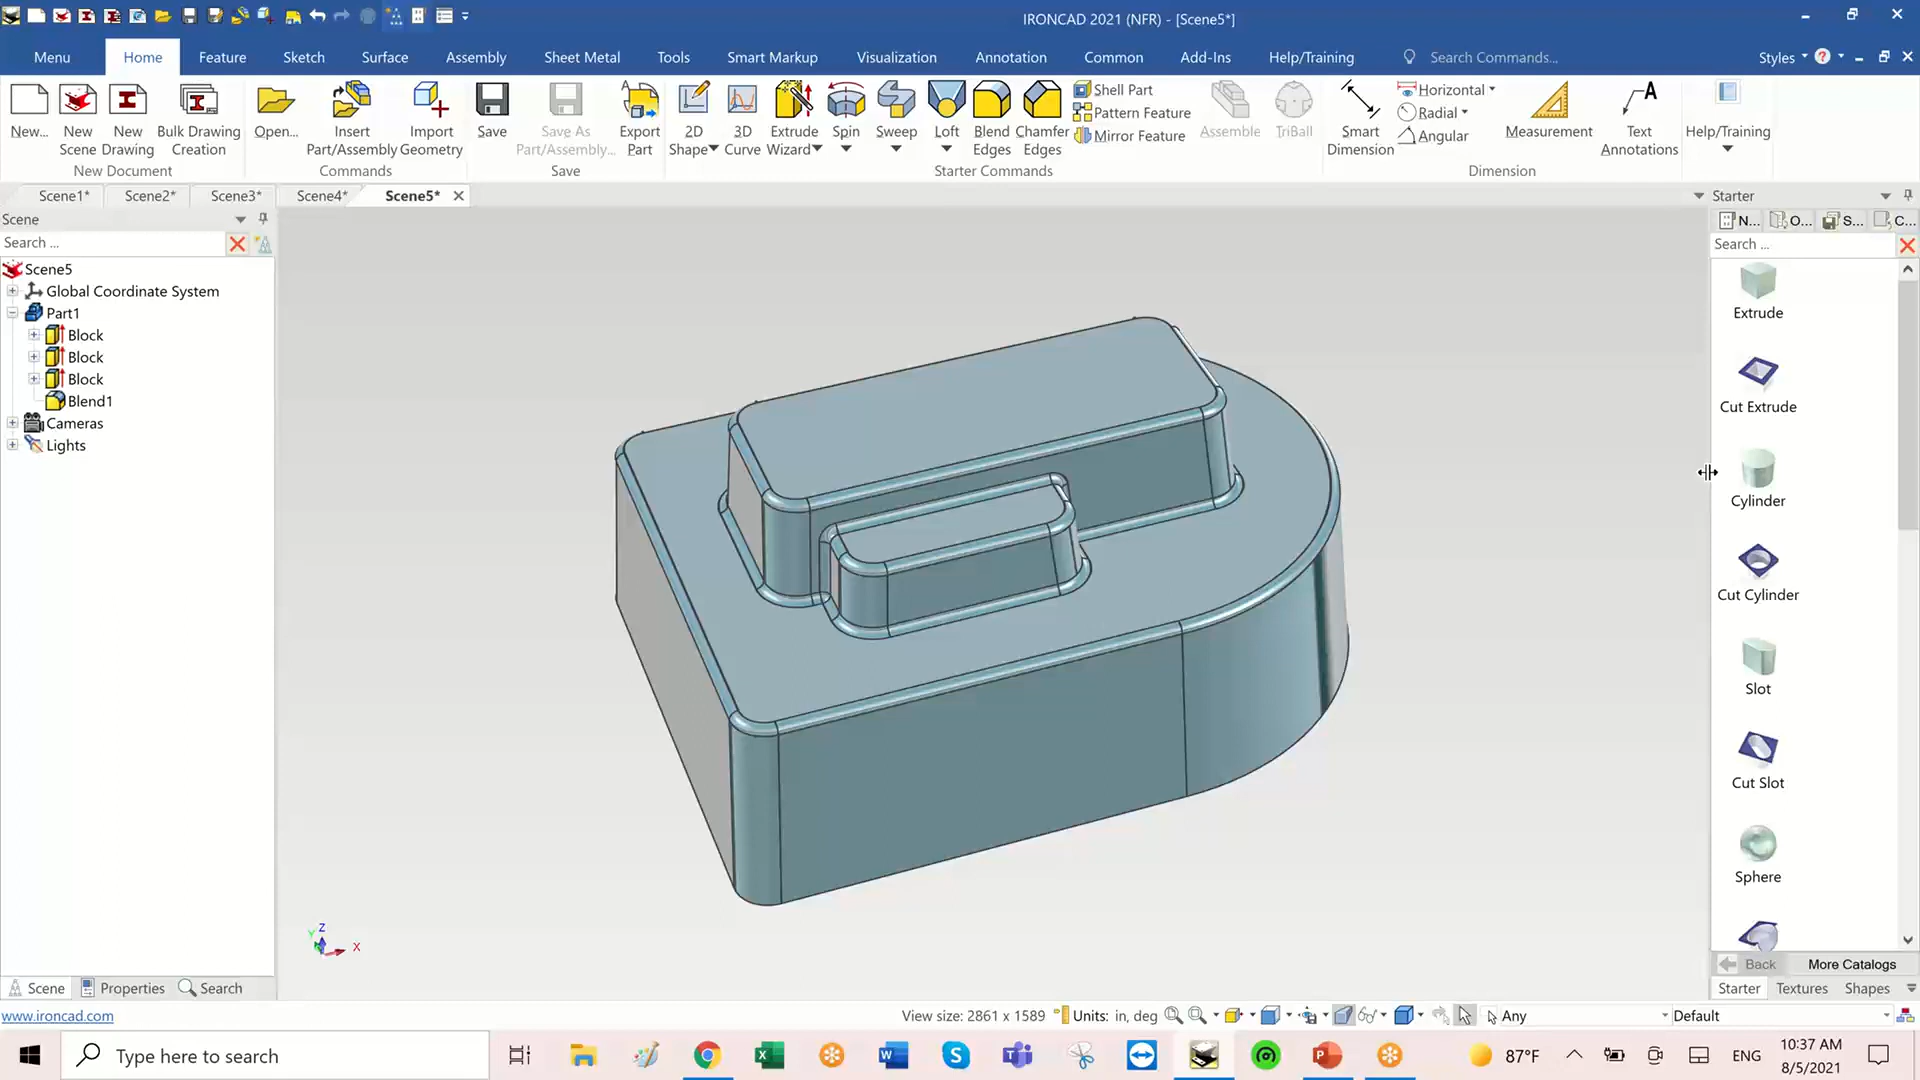 IRONCAD 2021 (NFR) - [Scene5*]
Menu Home Feature Sketch Surface Assembly Sheet Metal Tools Smart Markup Visualization Annotation Common Add-Ins Help/Training Search Commands... Styles
New... New Scene New Drawing Bulk Drawing Creation
New Document
Open... Insert Part/Assembly Import Geometry
Commands
Save Save As Part/Assembly... Export Part
Save
2D Shape 3D Curve Extrude Wizard Spin Sweep Loft Blend Edges Chamfer Edges
Shell Part
Pattern Feature
Mirror Feature
Assemble TriBall
Starter Commands
Smart Dimension
Horizontal
Radial
Angular
Measurement Text Annotations
Dimension
Help/Training
Scene1* Scene2* Scene3* Scene4* Scene5*
Scene
Search ...
Scene5
Global Coordinate System
Part1
Block
Block
Block
Blend1
Cameras
Lights
Z
Y
X
Starter
N... O... S... C...
Search ...
Extrude
Cut Extrude
Cylinder
Cut Cylinder
Slot
Cut Slot
Sphere
Back More Catalogs
Starter Textures Shapes
Scene Properties Search
www.ironcad.com
View size: 2861 x 1589 Units: in, deg Any Default
Type here to search
87°F ENG
10:37 AM
8/5/2021